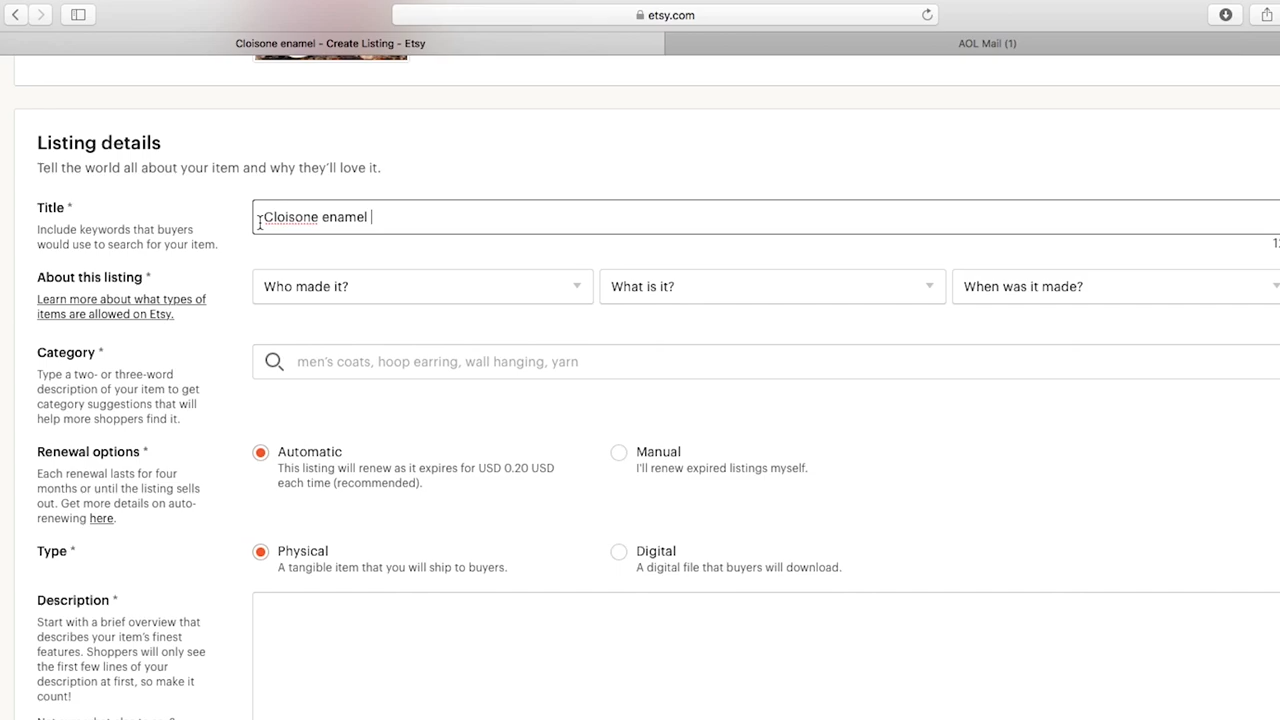 etsy.com
Cloisone enamel - Create Listing - Etsy
AOL Mail (1)
Listing details
Tell the world all about your item and why they'll love it.
Title *
Include keywords that buyers
would use to search for your item.
Cloisone enamel
About this listing *
Learn more about what types of
items are allowed on Etsy.
Who made it?
What is it?
When was it made?
Category *
Type a two- or three-word
description of your item to get
category suggestions that will
help more shoppers find it.
men's coats, hoop earring, wall hanging, yarn
Renewal options *
Each renewal lasts for four
months or until the listing sells
out. Get more details on auto-
renewing here.
Automatic
This listing will renew as it expires for USD 0.20 USD
each time (recommended).
Manual
I'll renew expired listings myself.
Type *
Physical
A tangible item that you will ship to buyers.
Digital
A digital file that buyers will download.
Description *
Start with a brief overview that
describes your item's finest
features. Shoppers will only see
the first few lines of your
description at first, so make it
count!